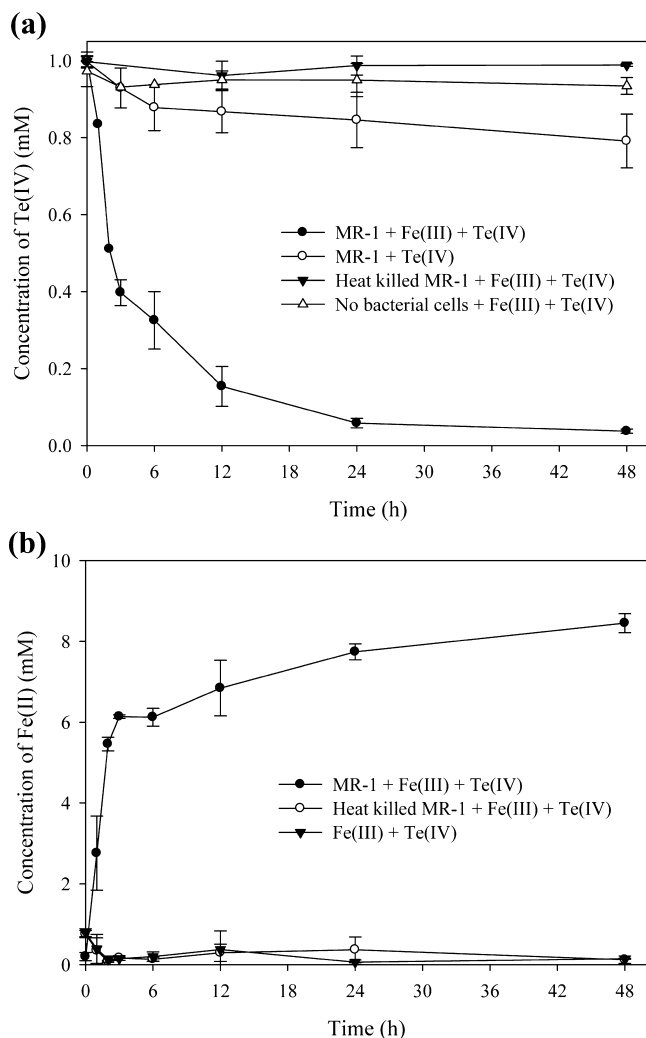 (a)
1.0
0.8
0.6
0.4
0.2
0.0
Concentration of Te(IV) (mM)
MR-1 + Fe(III) + Te(IV)
MR-1 + Te(IV)
Heat killed MR-1 + Fe(III) + Te(IV)
No bacterial cells + Fe(III) + Te(IV)
0 6 12 18 24 30 36 42 48
Time (h)
(b)
10
8
6
4
2
0
Concentration of Fe(II) (mM)
MR-1 + Fe(III) + Te(IV)
Heat killed MR-1 + Fe(III) + Te(IV)
Fe(III) + Te(IV)
0 6 12 18 24 30 36 42 48
Time (h)